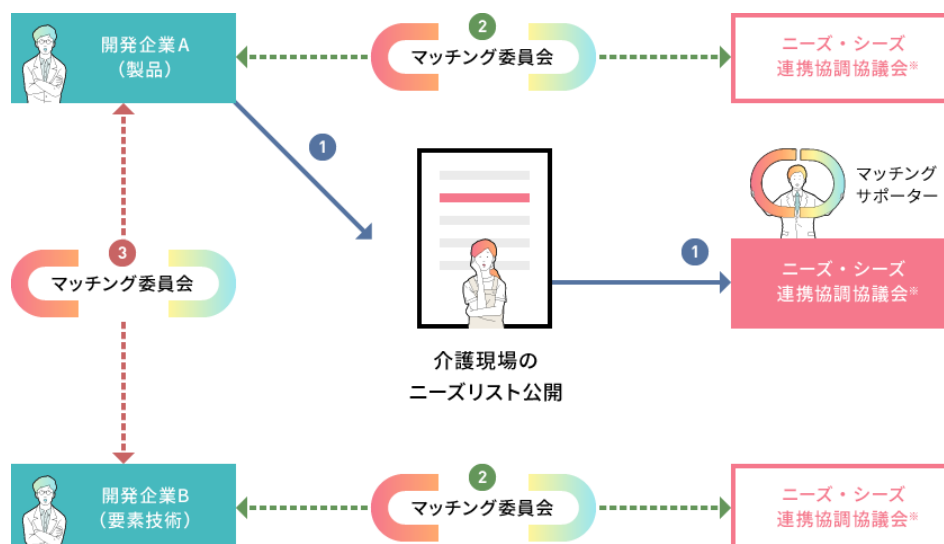 開発企業A
（製品）
2
マッチング委員会
ニーズ・シーズ
連携協調協議会※
1
マッチング
サポーター
3
マッチング委員会
1
ニーズ・シーズ
連携協調協議会※
介護現場の
ニーズリスト公開
開発企業B
（要素技術）
2
マッチング委員会
ニーズ・シーズ
連携協調協議会※